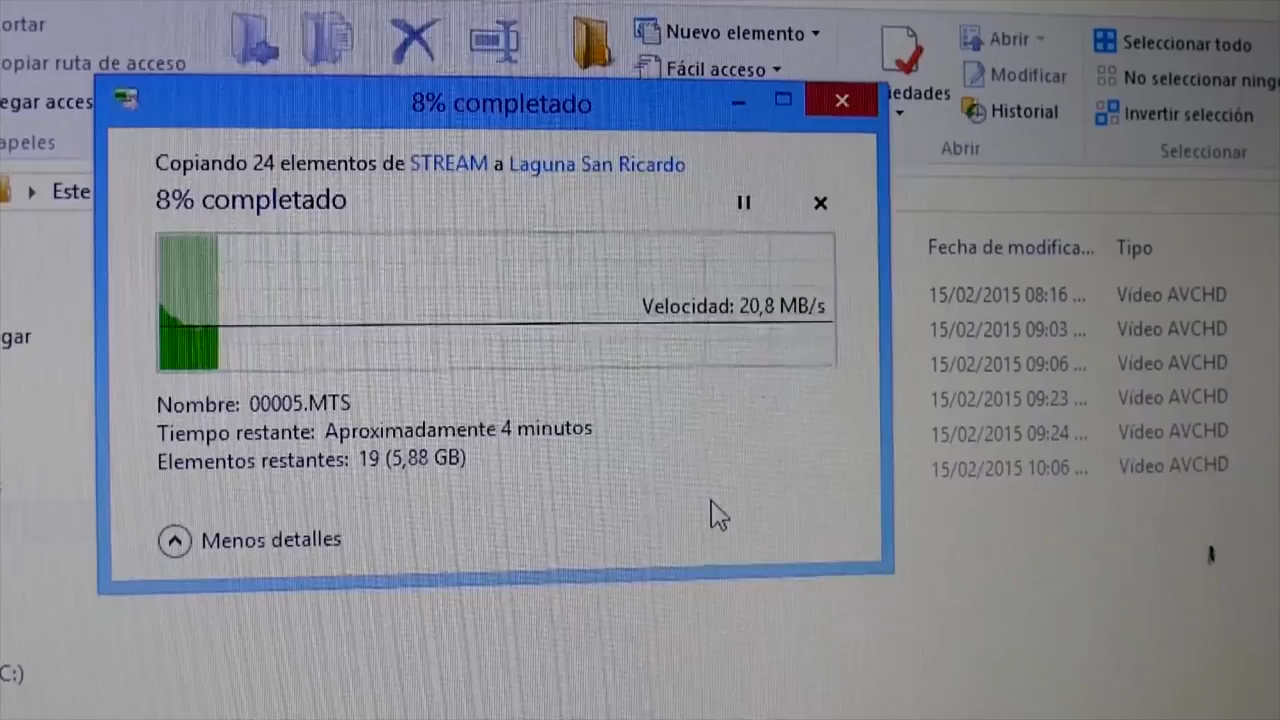 ortar
opiar ruta de acceso
egar acces
apeles
Nuevo elemento
Fácil acceso
iedades
Abrir
Modificar
Historial
Abrir
Seleccionar todo
No seleccionar ning
Invertir selección
Seleccionar
Este
8% completado
Copiando 24 elementos de STREAM a Laguna San Ricardo
8% completado
Velocidad: 20,8 MB/s
Nombre: 00005.MTS
Tiempo restante: Aproximadamente 4 minutos
Elementos restantes: 19 (5,88 GB)
Menos detalles
Fecha de modifica... Tipo
15/02/2015 08:16 ... Vídeo AVCHD
15/02/2015 09:03 ... Vídeo AVCHD
15/02/2015 09:06 ... Vídeo AVCHD
15/02/2015 09:23 ... Vídeo AVCHD
15/02/2015 09:24 ... Vídeo AVCHD
15/02/2015 10:06 ... Vídeo AVCHD
gar
C:)